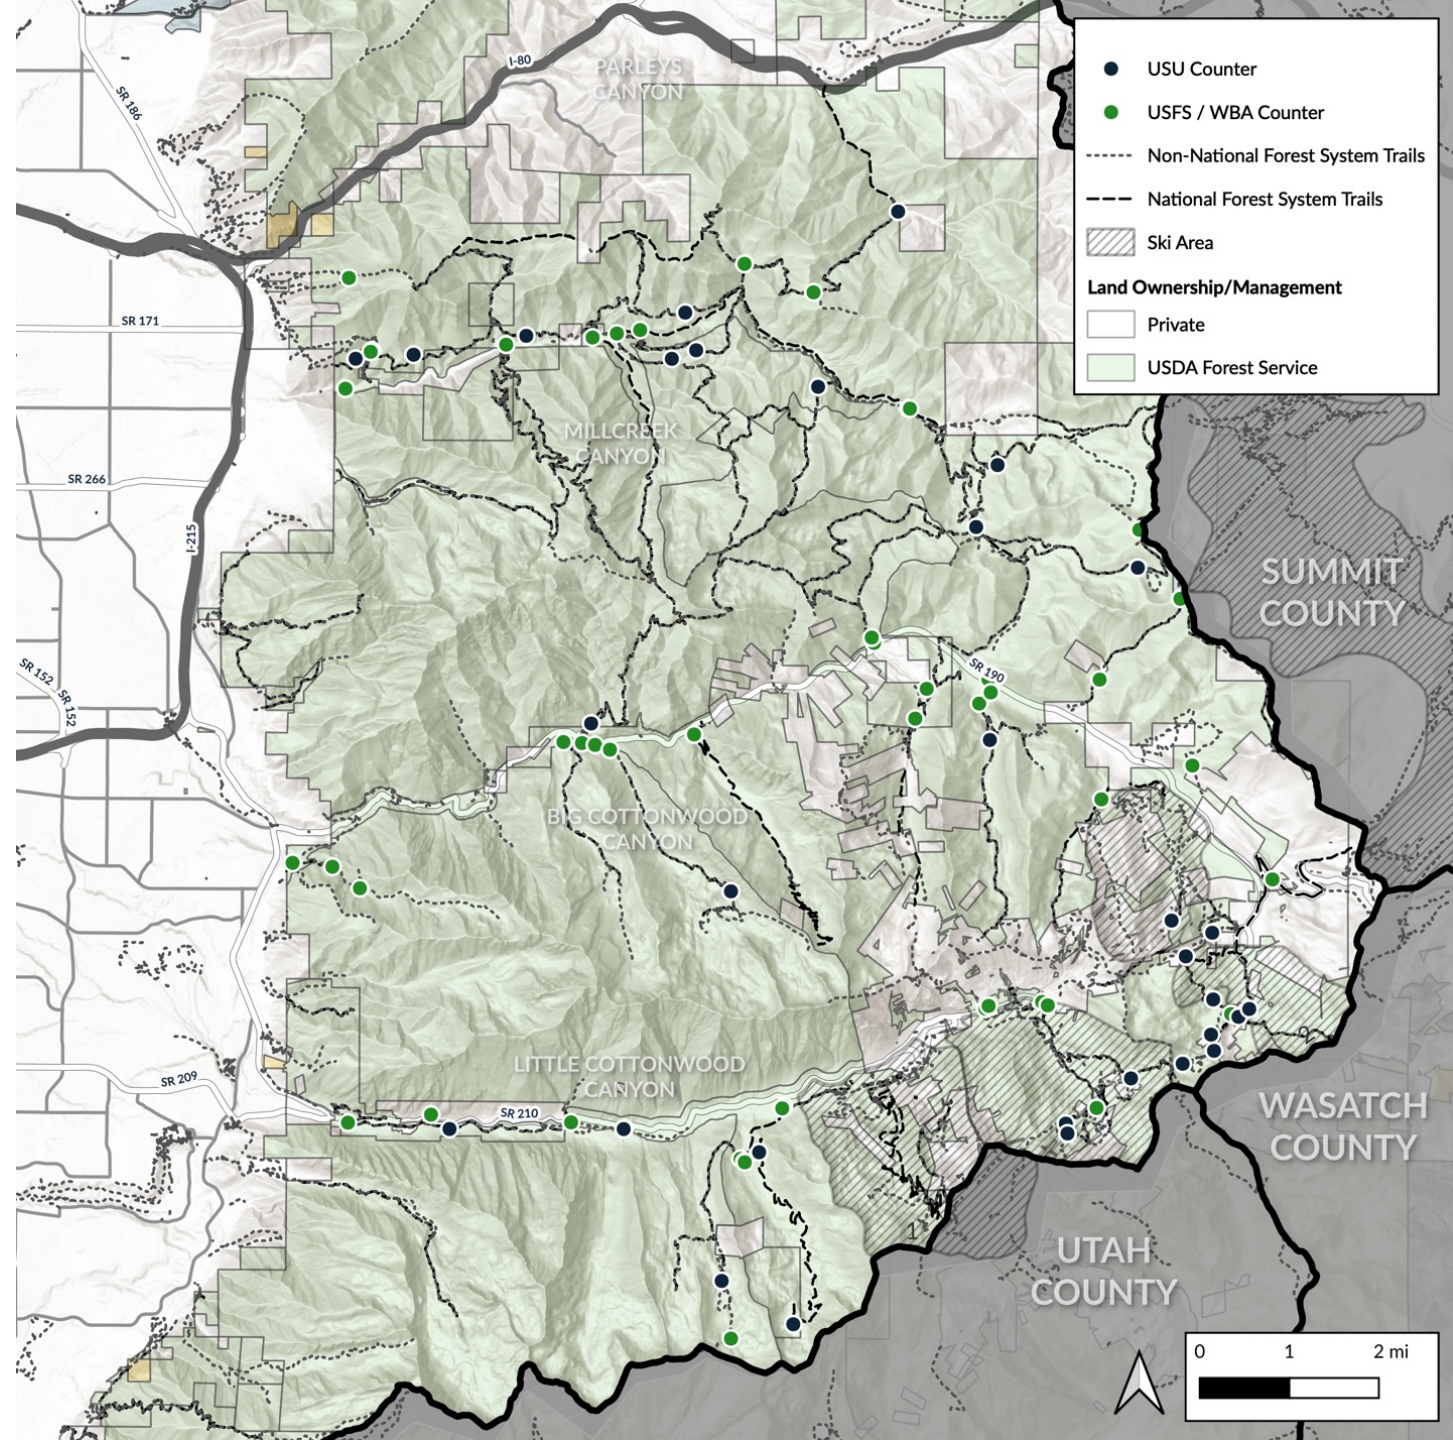 USU Counter
USFS / WBA Counter
Non-National Forest System Trails
National Forest System Trails
Ski Area
Land Ownership/Management
Private
USDA Forest Service
I-80
PARLEYS
CANYON
SR 186
SR 171
MILLCREEK
CANYON
SR 266
I-215
SUMMIT
COUNTY
SR 152
SR 152
SR 190
BIG COTTONWOOD
CANYON
LITTLE COTTONWOOD
CANYON
SR 209
SR 210
WASATCH
COUNTY
2
1
UTAH
COUNTY
0 1 2 mi